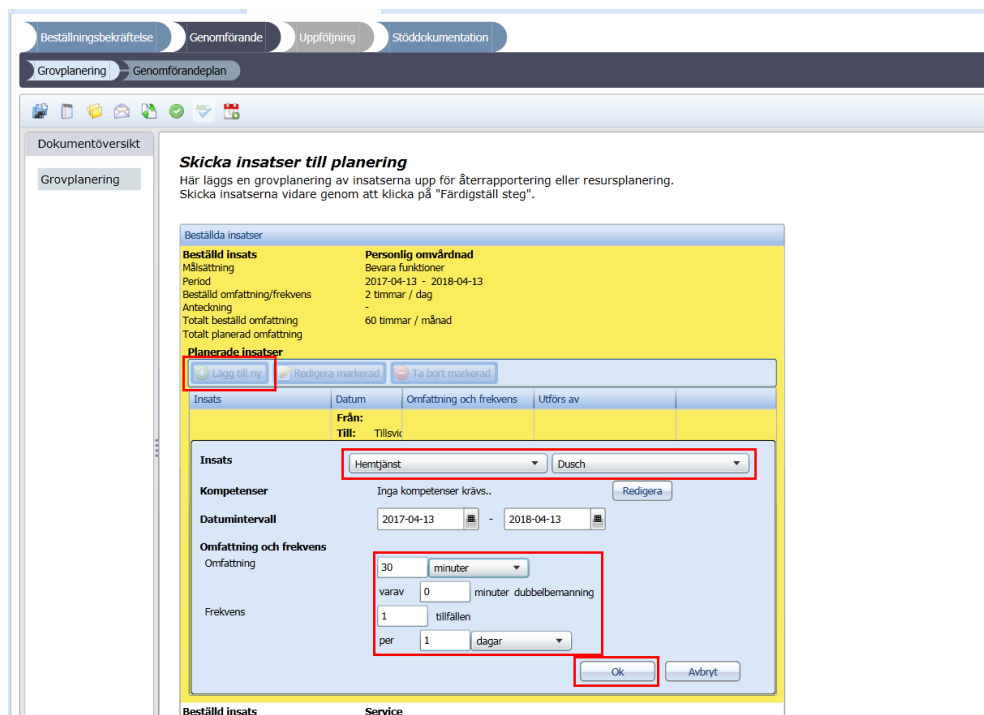 Beställningsbekräftelse Genomförande Uppföljning Stöddokumentation
Grovplanering Genomförandeplan
ABC
Dokumentöversikt
Grovplanering
Skicka insatser till planering
Här läggs en grovplanering av insatserna upp för återrapportering eller resursplanering.
Skicka insatserna vidare genom att klicka på "Färdigställ steg".
Beställda insatser
Beställd insats Personlig omvårdnad
Målsättning Bevara funktioner
Period 2017-04-13 - 2018-04-13
Beställd omfattning/frekvens 2 timmar / dag
Anteckning -
Totalt beställd omfattning 60 timmar / månad
Totalt planerad omfattning
Planerade insatser
Lägg till ny Redigera markerad Ta bort markerad
Insats Datum Omfattning och frekvens Utförs av
Från:
Till: Tillsvid
Insats Hemtjänst Dusch
Kompetenser Inga kompetenser krävs.. Redigera
Datumintervall 2017-04-13 - 2018-04-13
Omfattning och frekvens
Omfattning 30 minuter
varav 0 minuter dubbelbemanning
Frekvens 1 tillfällen
per 1 dagar
Ok Avbryt
Beställd insats Service